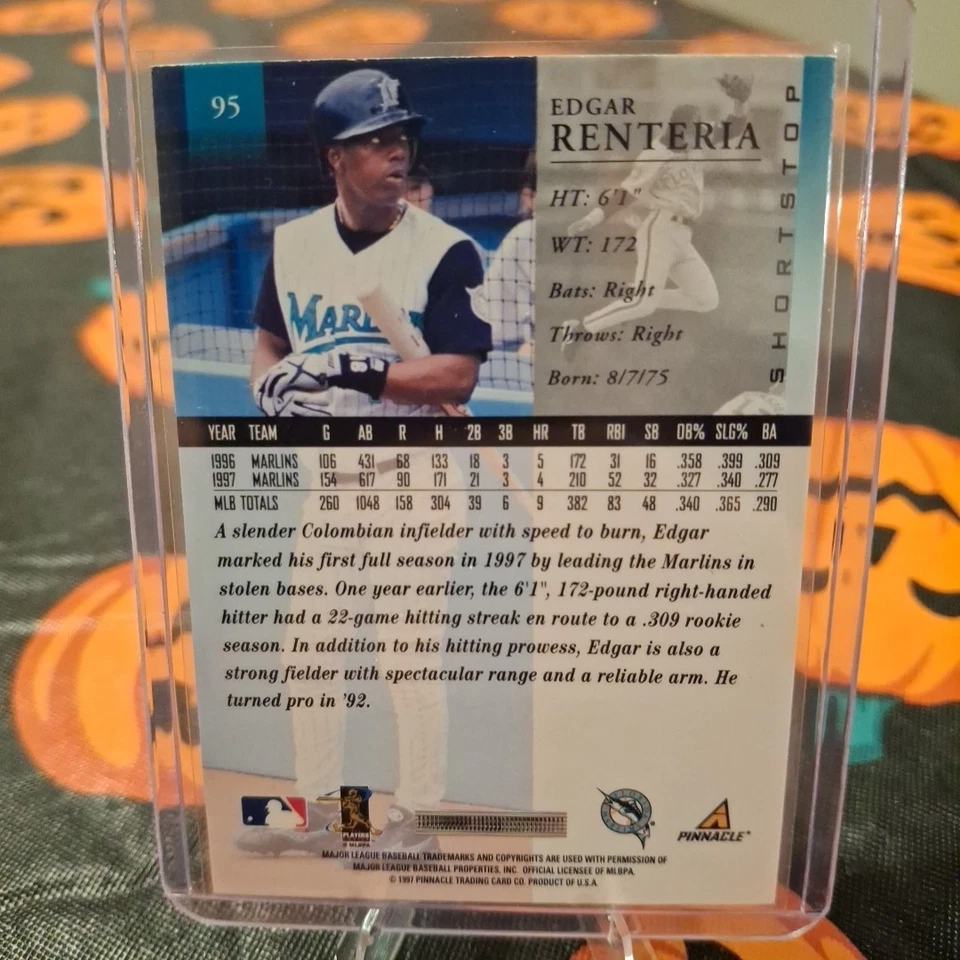 95
EDGAR
RENTERIA
HT: 6'1"
WT: 172
Bats: Right
Throws: Right
Born: 8/7/75
SHORTSTOP
MARL
YEAR TEAM G AB R H 2B 3B HR TB RBI SB OB% SLG% BA
1996 MARLINS 106 431 68 133 18 3 5 172 31 16 .358 .399 .309
1997 MARLINS 154 617 90 171 21 3 4 210 52 32 .327 .340 .277
MLB TOTALS 260 1048 158 304 39 6 9 382 83 48 .340 .365 .290
A slender Colombian infielder with speed to burn, Edgar
marked his first full season in 1997 by leading the Marlins in
stolen bases. One year earlier, the 6'1", 172-pound right-handed
hitter had a 22-game hitting streak en route to a .309 rookie
season. In addition to his hitting prowess, Edgar is also a
strong fielder with spectacular range and a reliable arm. He
turned pro in '92.
PLAYERS
© MLBPA
PINNACLE
MAJOR LEAGUE BASEBALL TRADEMARKS AND COPYRIGHTS ARE USED WITH PERMISSION OF
MAJOR LEAGUE BASEBALL PROPERTIES, INC. OFFICIAL LICENSEE OF MLBPA.
© 1997 PINNACLE TRADING CARD CO. PRODUCT OF U.S.A.